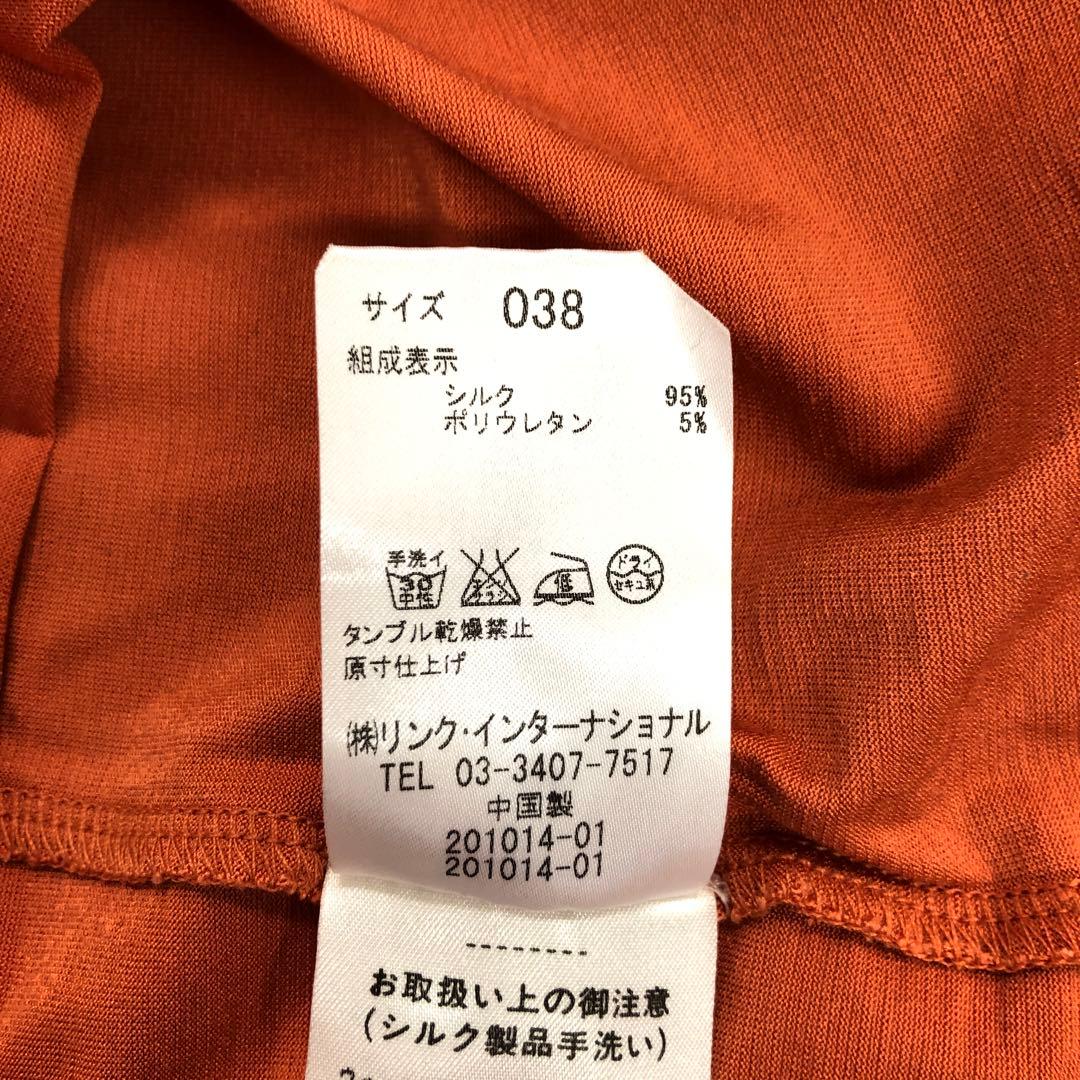 サイズ 038
組成表示
シルク 95%
ポリウレタン 5%
手洗イ
30
中性
エンソ
サラシ
低
ドライ
セキユ系
タンブル乾燥禁止
原寸仕上げ
㈱リンク・インターナショナル
TEL 03-3407-7517
中国製
201014-01
201014-01
--------
お取扱い上の御注意
(シルク製品手洗い)